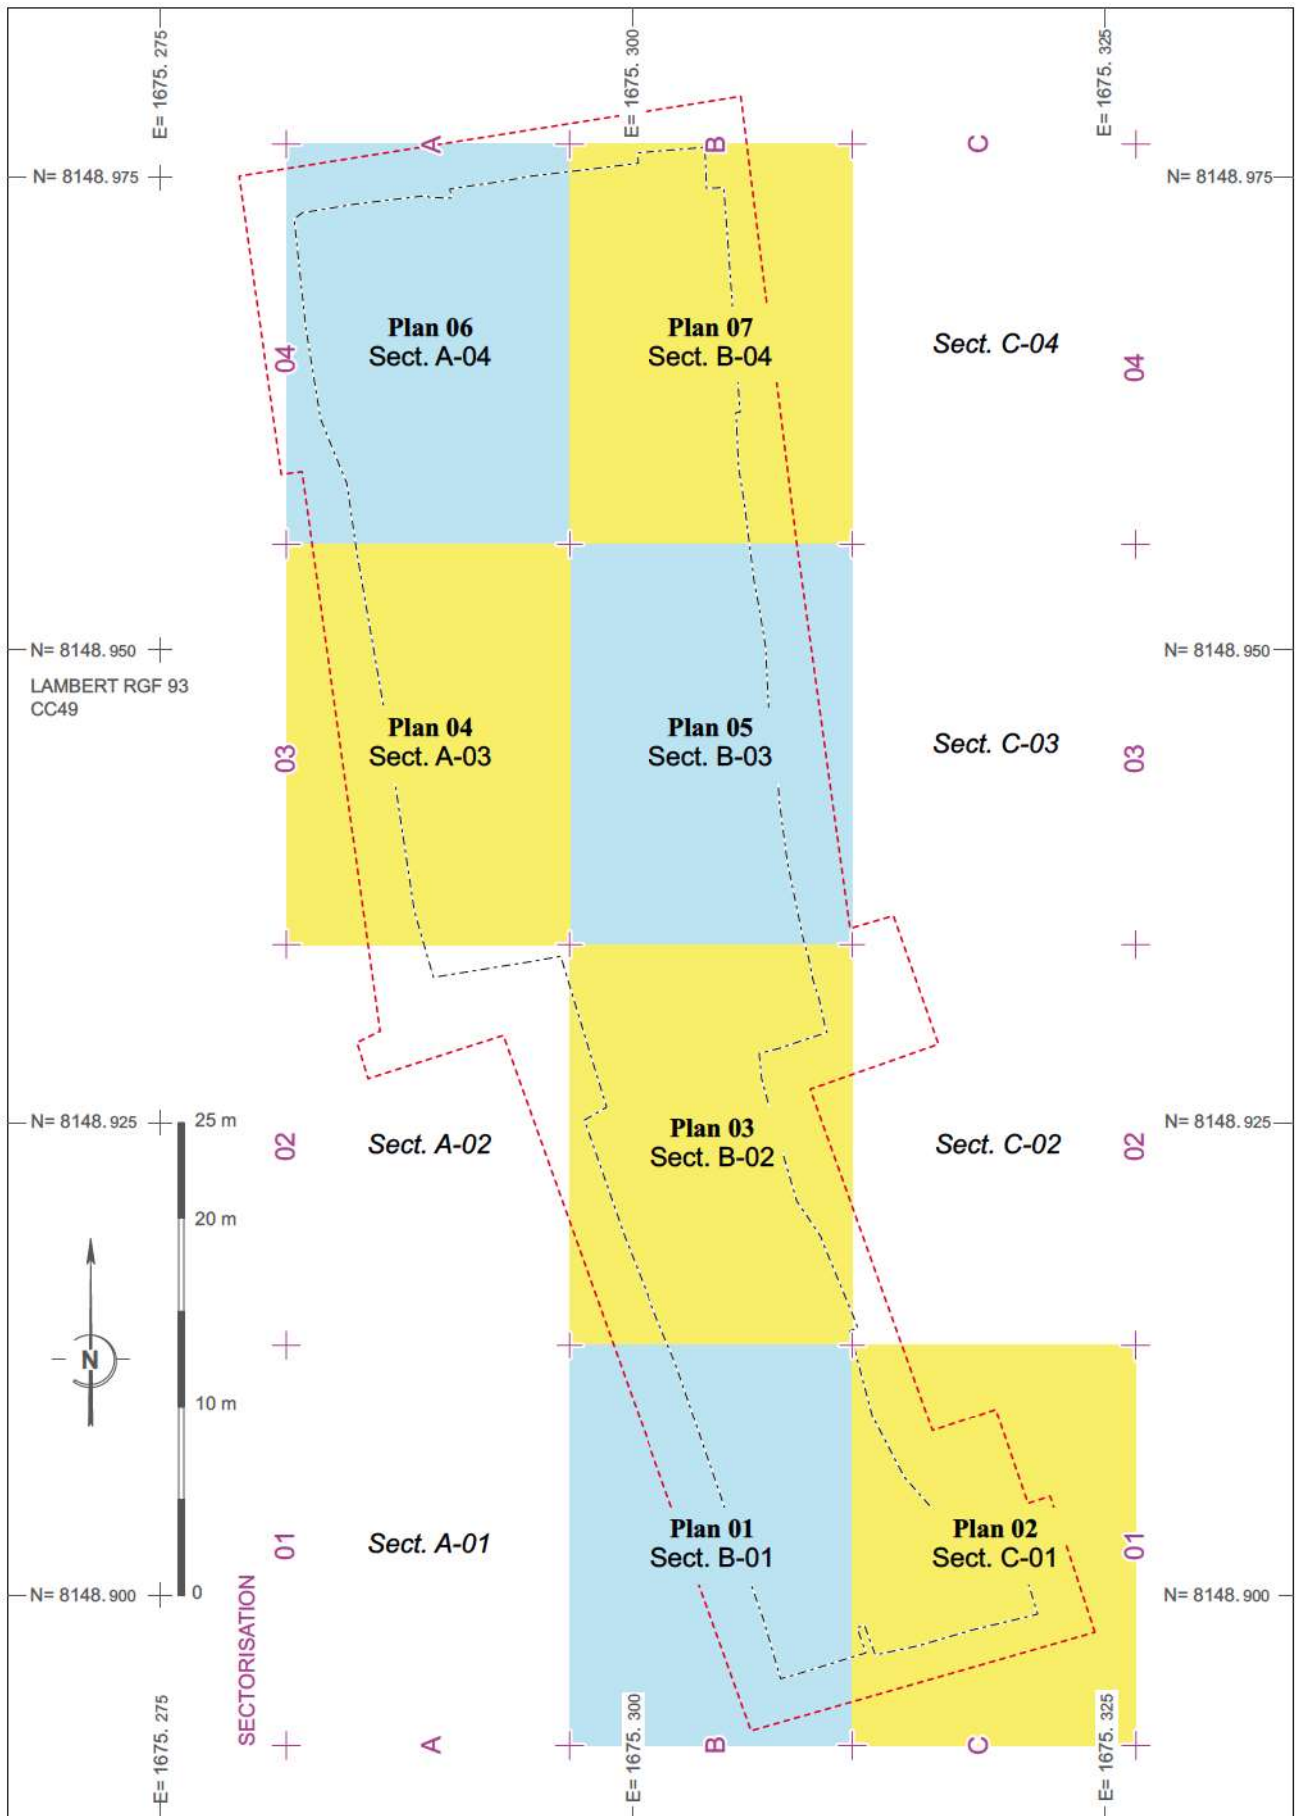 E= 1675. 275
E= 1675. 300
E= 1675. 325
A
B
C
N= 8148. 975
N= 8148. 975
04
Plan 06
Sect. A-04
Plan 07
Sect. B-04
Sect. C-04
04
N= 8148. 950
N= 8148. 950
LAMBERT RGF 93
CC49
03
Plan 04
Sect. A-03
Plan 05
Sect. B-03
Sect. C-03
03
N= 8148. 925
25 m
N= 8148. 925
02
Sect. A-02
Plan 03
Sect. B-02
Sect. C-02
02
20 m
N
10 m
01
Sect. A-01
Plan 01
Sect. B-01
Plan 02
Sect. C-01
01
N= 8148. 900
0
N= 8148. 900
SECTORISATION
A
B
C
E= 1675. 275
E= 1675. 300
E= 1675. 325